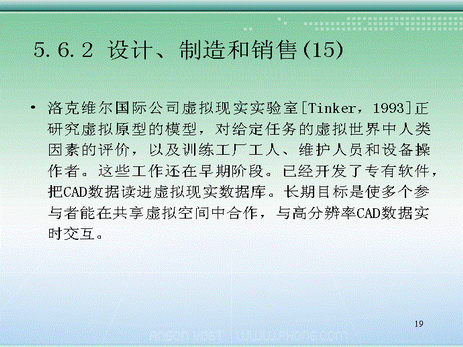 5.6.2 设计、制造和销售(15)
• 洛克维尔国际公司虚拟现实实验室[Tinker，1993]正
研究虚拟原型的模型，对给定任务的虚拟世界中人类
因素的评价，以及训练工厂工人、维护人员和设备操
作者。这些工作还在早期阶段。已经开发了专有软件，
把CAD数据读进虚拟现实数据库。长期目标是使多个参
与者能在共享虚拟空间中合作，与高分辨率CAD数据实
时交互。
19